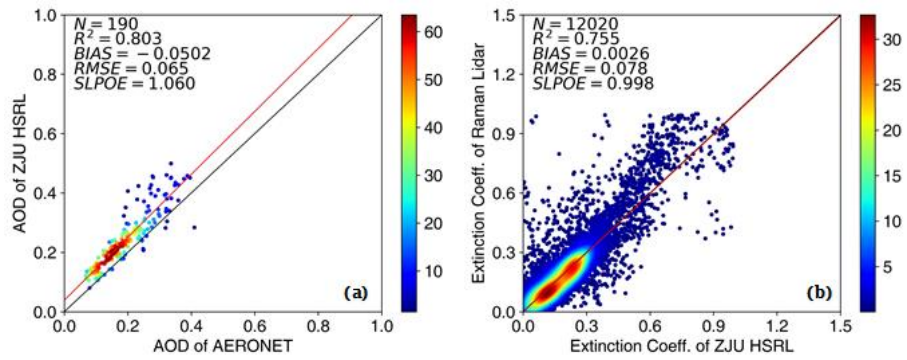 N = 190
R² = 0.803
BIAS = −0.0502
RMSE = 0.065
SLPOE = 1.060
1.0
0.8
0.6
0.4
0.2
0.0
0.0 0.2 0.4 0.6 0.8 1.0
AOD of ZJU HSRL
AOD of AERONET
(a)
60
50
40
30
20
10
N = 12020
R² = 0.755
BIAS = 0.0026
RMSE = 0.078
SLPOE = 0.998
1.5
1.2
0.9
0.6
0.3
0.0
0.0 0.3 0.6 0.9 1.2 1.5
Extinction Coeff. of Raman Lidar
Extinction Coeff. of ZJU HSRL
(b)
30
25
20
15
10
5